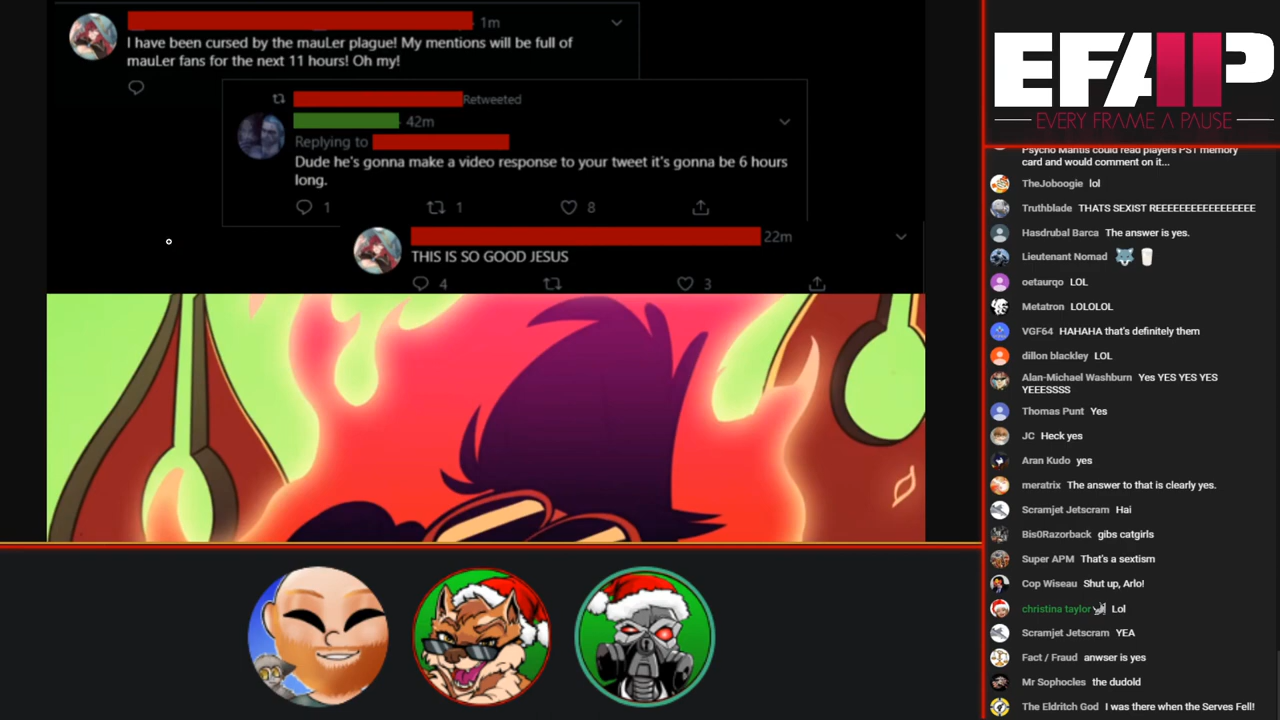 1m
I have been cursed by the mauLer plague! My mentions will be full of
mauLer fans for the next 11 hours! Oh my!
Retweeted
42m
Replying to
Dude he's gonna make a video response to your tweet it's gonna be 6 hours
long.
1 1 8
22m
THIS IS SO GOOD JESUS
4 3
EFAP
EVERY FRAME A PAUSE
Psycho Mantis could read players PS1 memory
card and would comment on it...
TheJoboogie lol
Truthblade THATS SEXIST REEEEEEEEEEEEEEEEE
Hasdrubal Barca The answer is yes.
Lieutenant Nomad
oetaurqo LOL
Metatron LOLOLOL
VGF64 HAHAHA that's definitely them
dillon blackley LOL
Alan-Michael Washburn Yes YES YES YES
YEEESSSS
Thomas Punt Yes
JC Heck yes
Aran Kudo yes
meratrix The answer to that is clearly yes.
Scramjet Jetscram Hai
Bis0Razorback gibs catgirls
Super APM That's a sextism
Cop Wiseau Shut up, Arlo!
christina taylor Lol
Scramjet Jetscram YEA
Fact / Fraud anwser is yes
Mr Sophocles the dudold
The Eldritch God I was there when the Serves Fell!